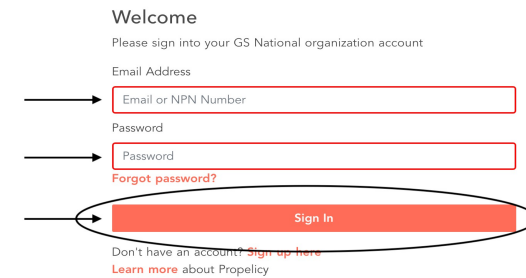 Welcome
Please sign into your GS National organization account
Email Address
Email or NPN Number
Password
Password
Forgot password?
Sign In
Don't have an account? Sign up here
Learn more about Propelicy